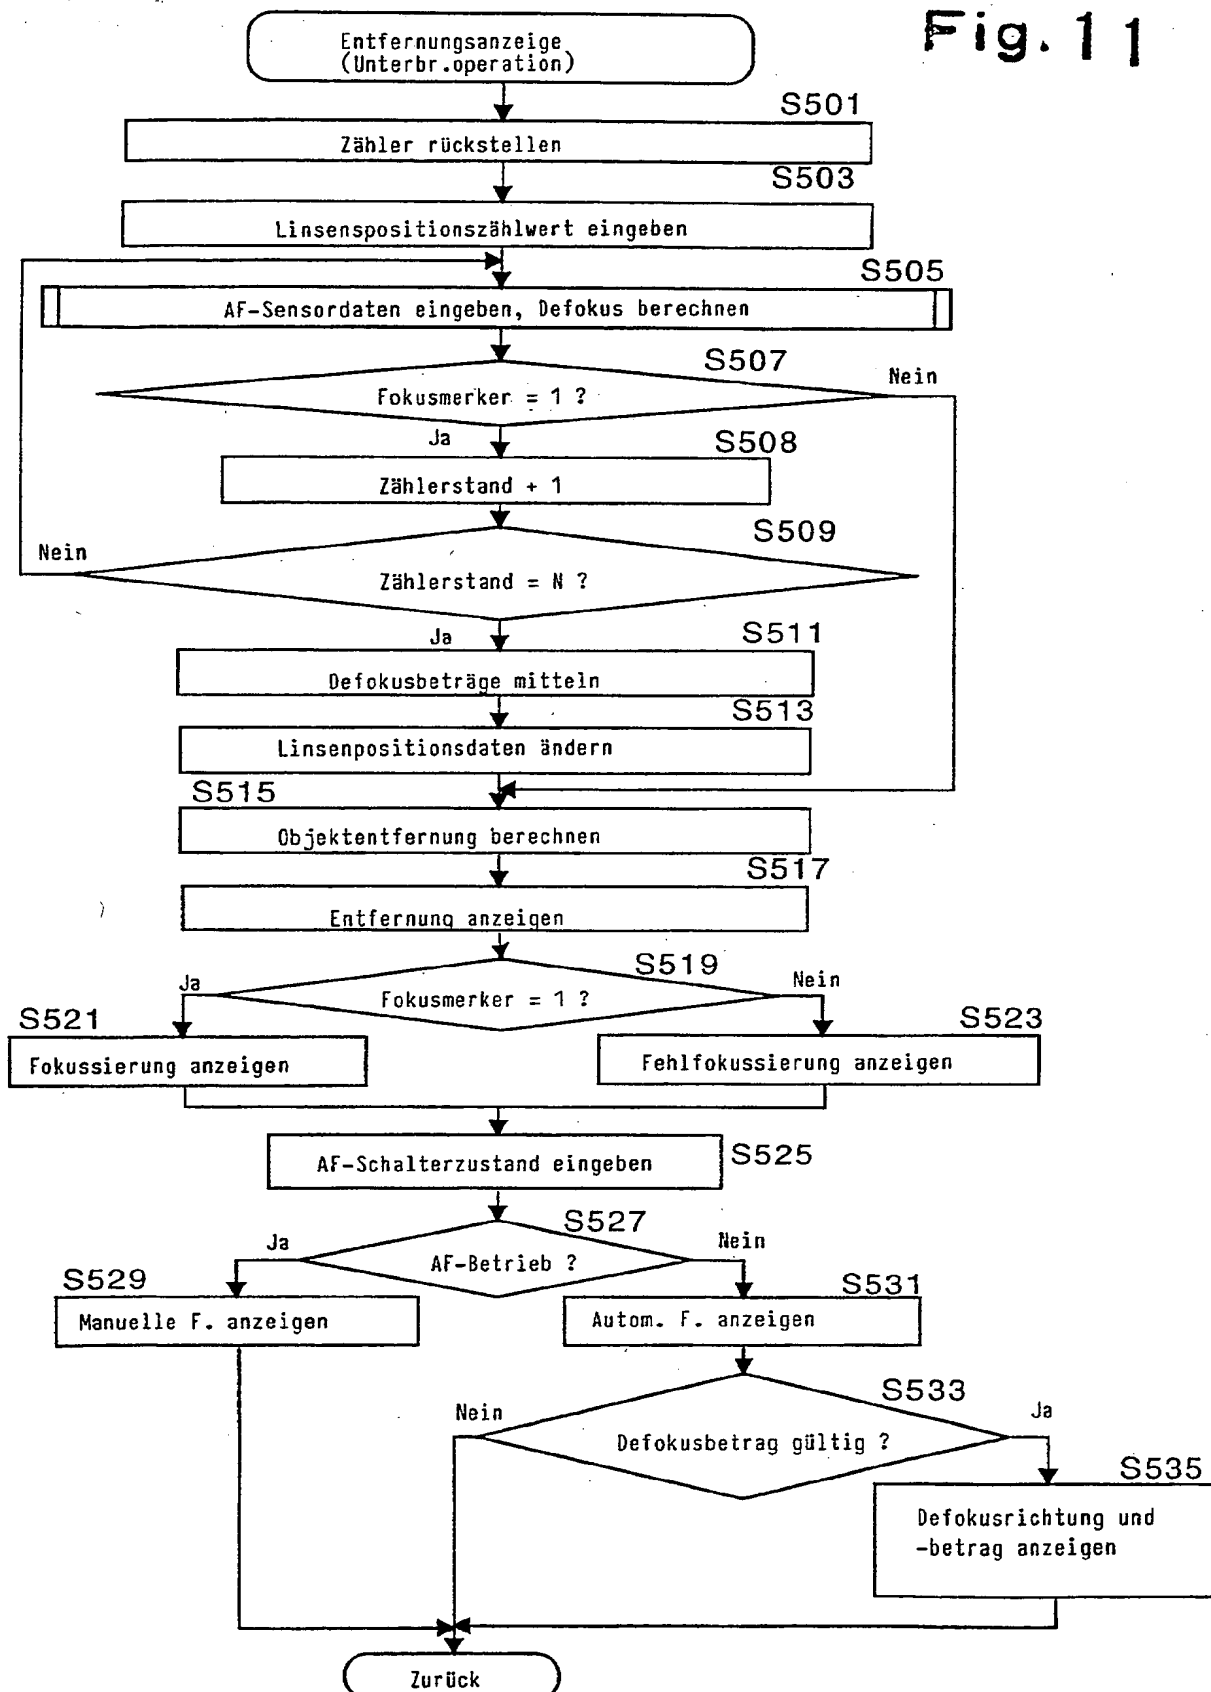 Fig. 11
Entfernungsanzeige
(Unterbr.operation)
S501
Zähler rückstellen
S503
Linsenspositionszählwert eingeben
S505
AF-Sensordaten eingeben, Defokus berechnen
S507
Nein
Fokusmerker = 1 ?
Ja
S508
Zählerstand + 1
S509
Nein
Zählerstand = N ?
Ja
S511
Defokusbeträge mitteln
S513
Linsenpositionsdaten ändern
S515
Objektentfernung berechnen
S517
Entfernung anzeigen
S519
Ja
Nein
Fokusmerker = 1 ?
S521
S523
Fokussierung anzeigen
Fehlfokussierung anzeigen
AF-Schalterzustand eingeben
S525
S527
Ja
Nein
AF-Betrieb ?
S529
S531
Manuelle F. anzeigen
Autom. F. anzeigen
S533
Nein
Ja
Defokusbetrag gültig ?
S535
Defokusrichtung und
-betrag anzeigen
Zurück